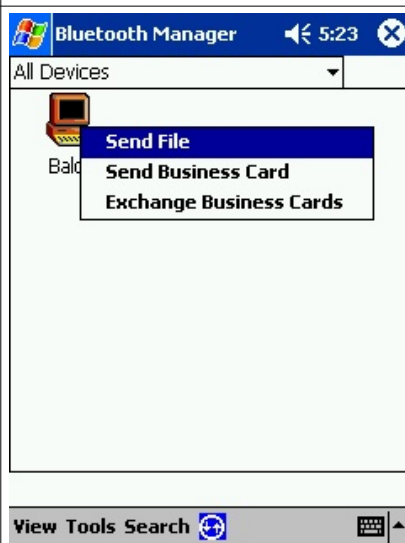 Bluetooth Manager 5:23
All Devices
Send File
Send Business Card
Exchange Business Cards
View Tools Search